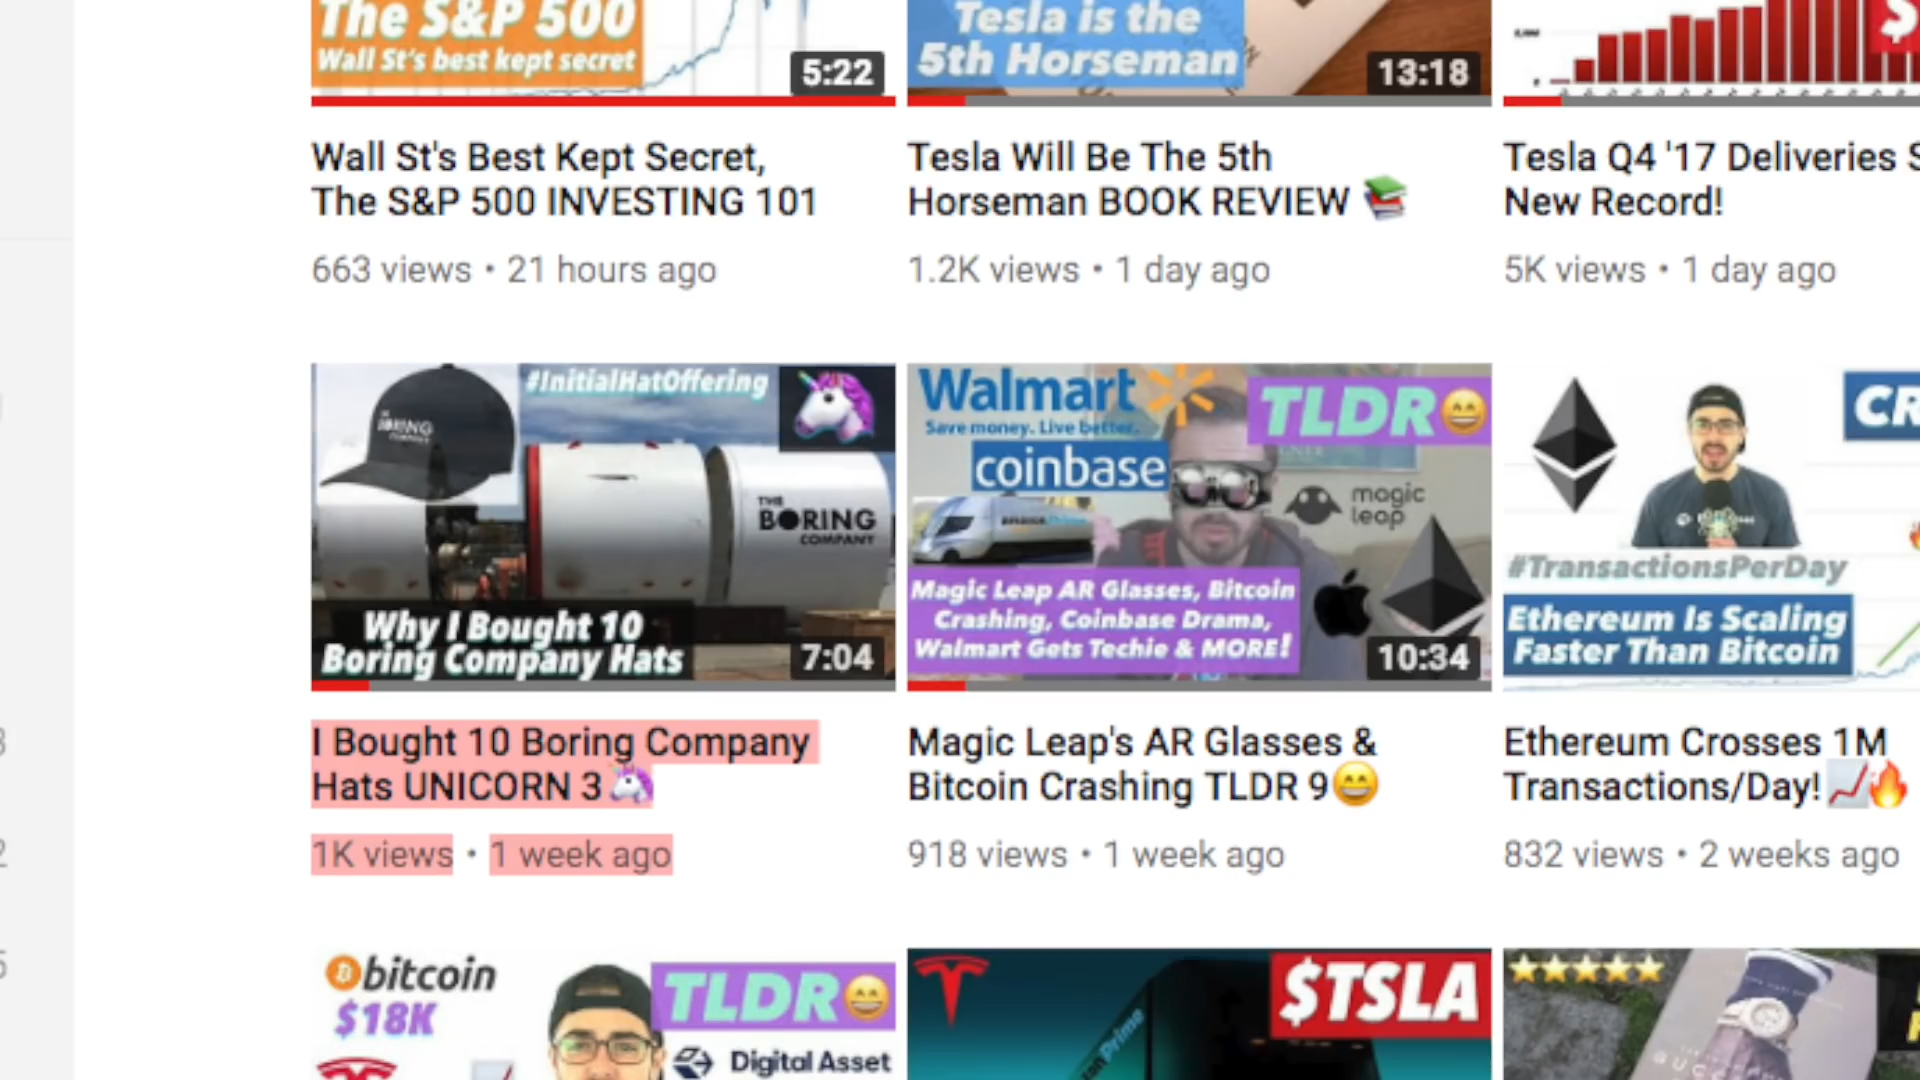 The S&P 500
Wall St's best kept secret
5:22
Tesla is the
5th Horseman
13:18
$
Wall St's Best Kept Secret,
The S&P 500 INVESTING 101
663 views • 21 hours ago
Tesla Will Be The 5th
Horseman BOOK REVIEW 📚
1.2K views • 1 day ago
Tesla Q4 '17 Deliveries S
New Record!
5K views • 1 day ago
#InitialHatOffering
BORING
THE
BORING
COMPANY
Why I Bought 10
Boring Company Hats
7:04
Walmart
Save money. Live better.
TLDR😄
coinbase
magic
leap
Magic Leap AR Glasses, Bitcoin
Crashing, Coinbase Drama,
Walmart Gets Techie & MORE!
10:34
CR
#TransactionsPerDay
Ethereum Is Scaling
Faster Than Bitcoin
I Bought 10 Boring Company
Hats UNICORN 3🦄
1K views • 1 week ago
Magic Leap's AR Glasses &
Bitcoin Crashing TLDR 9😄
918 views • 1 week ago
Ethereum Crosses 1M
Transactions/Day! 📈🔥
832 views • 2 weeks ago
bitcoin
$18K
TLDR😄
Digital Asset
$TSLA
Prime
GUCC